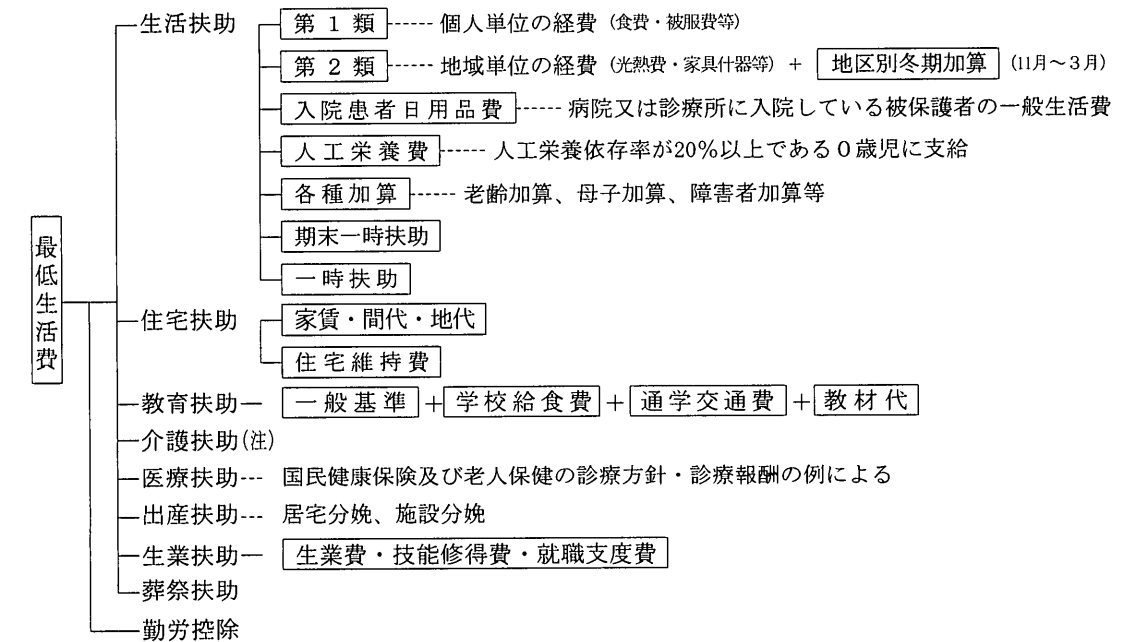 最低生活費
生活扶助
第1類 ------ 個人単位の経費(食費・被服費等)
第2類 ------ 地域単位の経費(光熱費・家具什器等) + 地区別冬期加算 (11月～3月)
入院患者日用品費 ------ 病院又は診療所に入院している被保護者の一般生活費
人工栄養費 ------ 人工栄養依存率が20%以上である0歳児に支給
各種加算 ------ 老齢加算、母子加算、障害者加算等
期末一時扶助
一時扶助
住宅扶助
家賃・間代・地代
住宅維持費
教育扶助 一般基準 + 学校給食費 + 通学交通費 + 教材代
介護扶助(注)
医療扶助--- 国民健康保険及び老人保健の診療方針・診療報酬の例による
出産扶助--- 居宅分娩、施設分娩
生業扶助 生業費・技能修得費・就職支度費
葬祭扶助
勤労控除